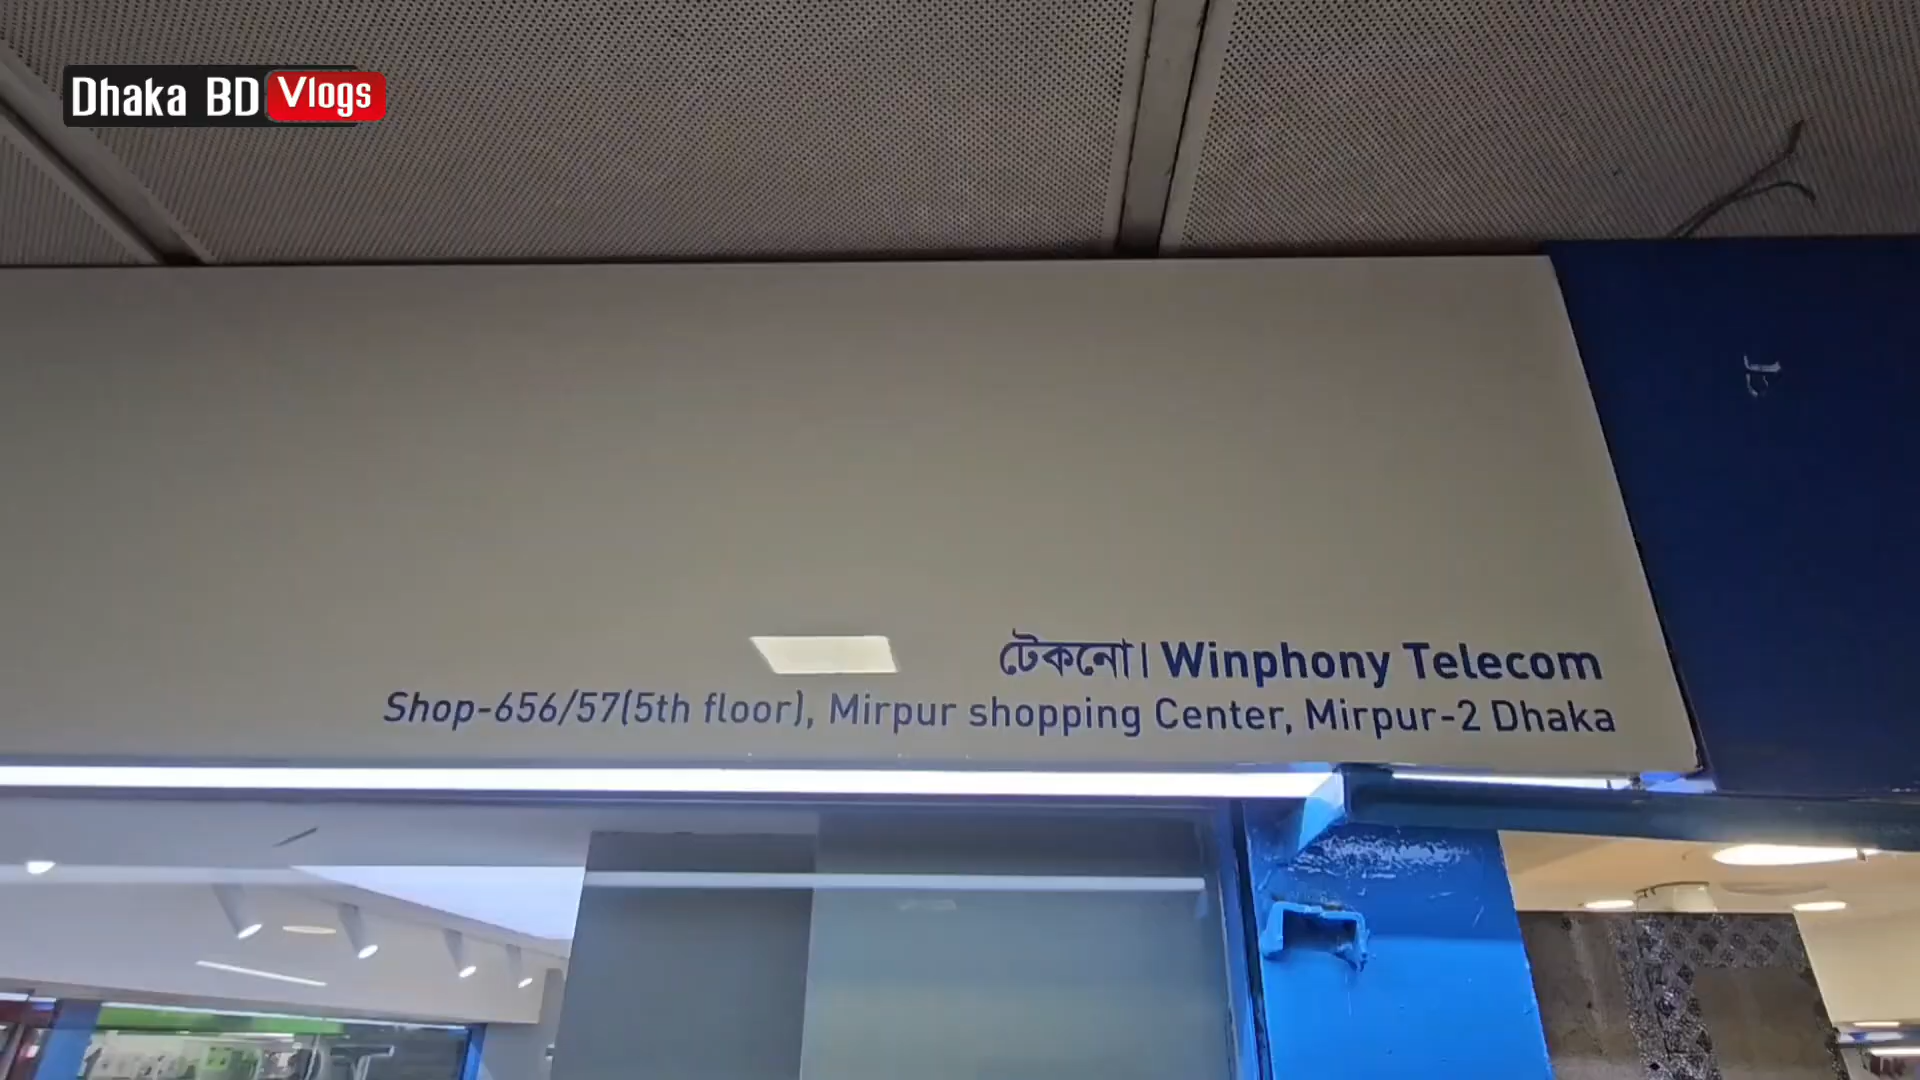 Dhaka BD Vlogs
টেকনো| Winphony Telecom
Shop-656/57(5th floor), Mirpur shopping Center, Mirpur-2 Dhaka